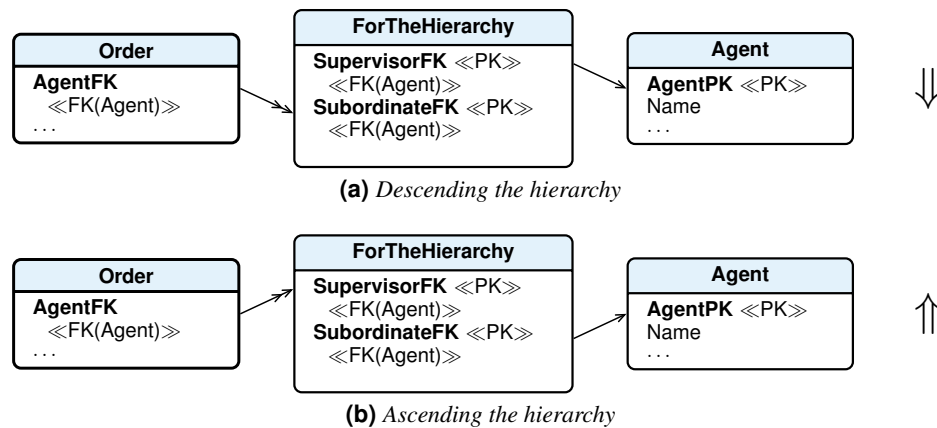 Order
AgentFK
≪FK(Agent)≫
...
ForTheHierarchy
SupervisorFK ≪PK≫
≪FK(Agent)≫
SubordinateFK ≪PK≫
≪FK(Agent)≫
Agent
AgentPK ≪PK≫
Name
...
⇓
(a) Descending the hierarchy
Order
AgentFK
≪FK(Agent)≫
...
ForTheHierarchy
SupervisorFK ≪PK≫
≪FK(Agent)≫
SubordinateFK ≪PK≫
≪FK(Agent)≫
Agent
AgentPK ≪PK≫
Name
...
⇑
(b) Ascending the hierarchy